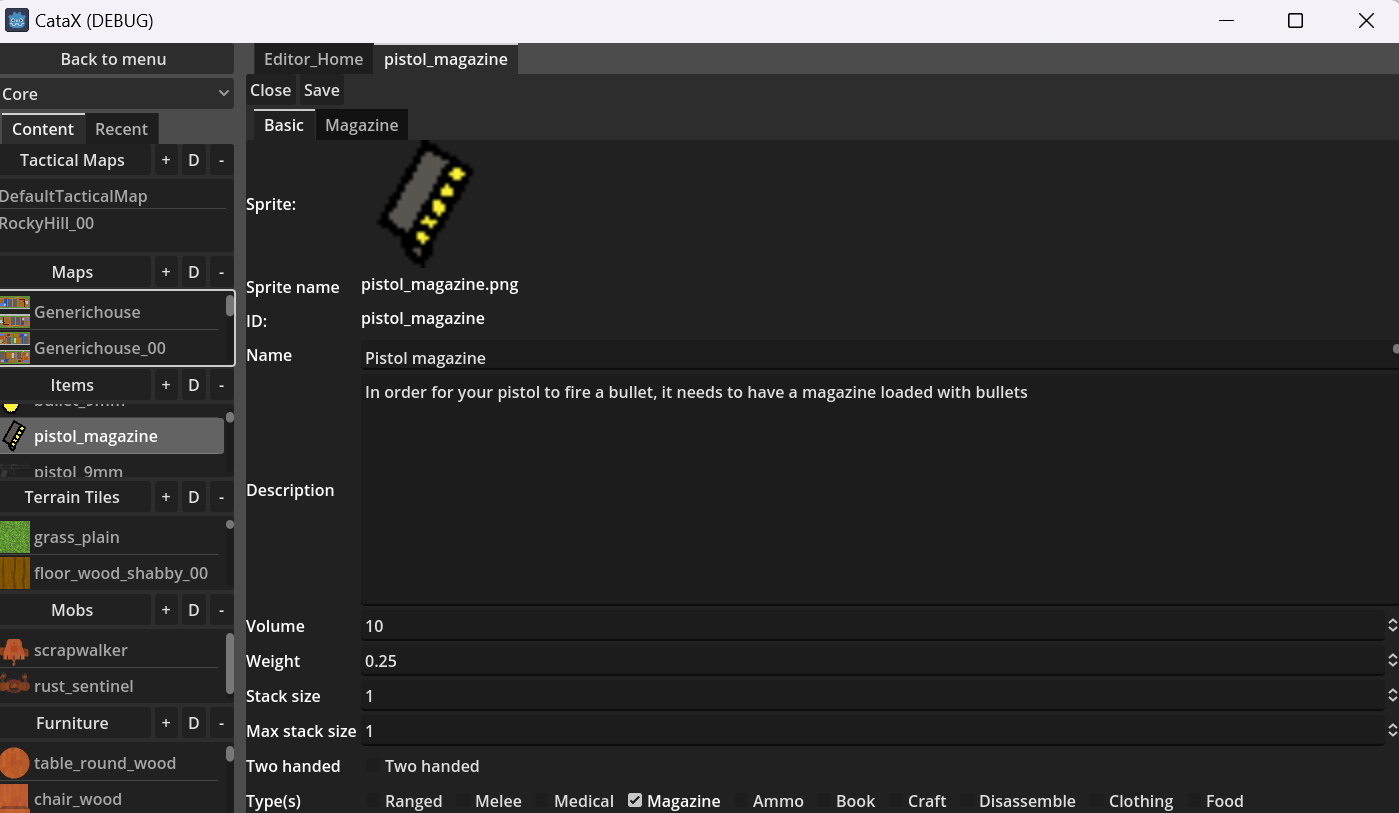 CataX (DEBUG)
Back to menu
Core
Content Recent
Tactical Maps + D -
DefaultTacticalMap
RockyHill_00
Maps + D -
Generichouse
Generichouse_00
Items + D -
bullet_9mm
pistol_magazine
pistol_9mm
Terrain Tiles + D -
grass_plain
floor_wood_shabby_00
Mobs + D -
scrapwalker
rust_sentinel
Furniture + D -
table_round_wood
chair_wood
Editor_Home pistol_magazine
Close Save
Basic Magazine
Sprite:
Sprite name pistol_magazine.png
ID: pistol_magazine
Name Pistol magazine
Description In order for your pistol to fire a bullet, it needs to have a magazine loaded with bullets
Volume 10
Weight 0.25
Stack size 1
Max stack size 1
Two handed Two handed
Type(s) Ranged Melee Medical Magazine Ammo Book Craft Disassemble Clothing Food